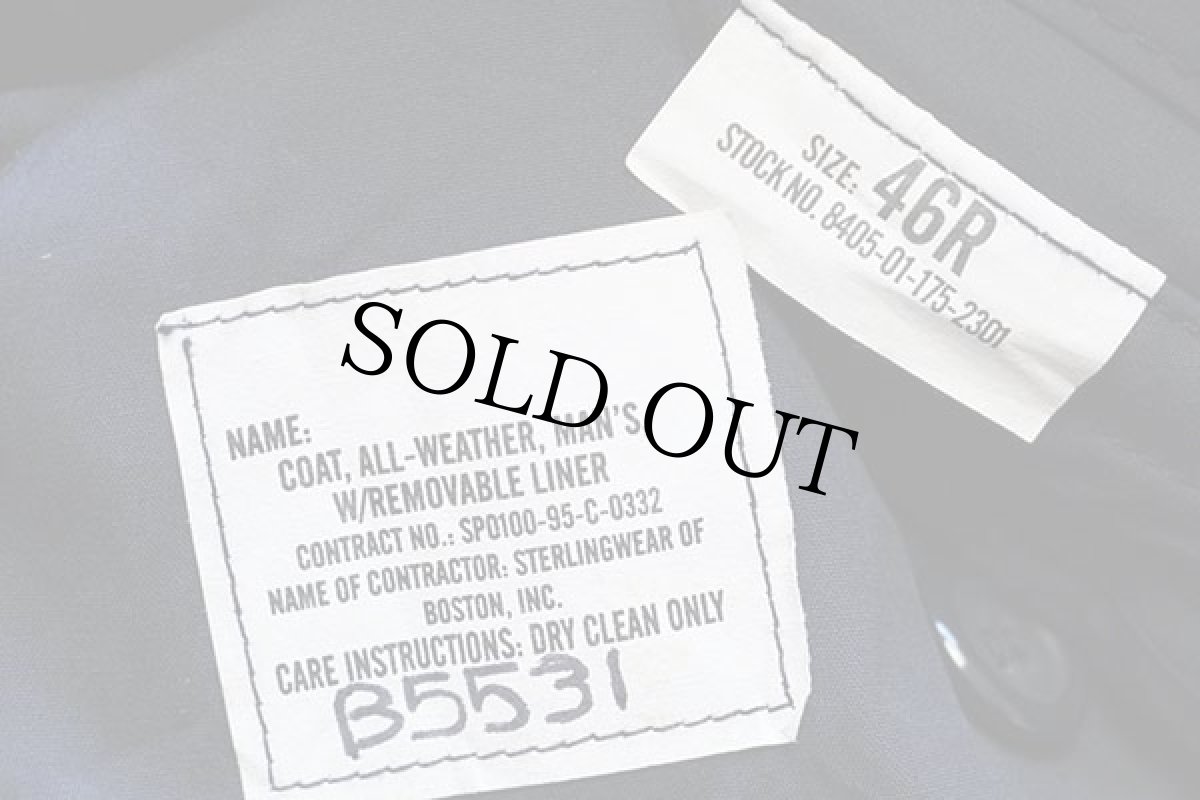 SIZE: 46R
STOCK NO. 8405-01-175-2301
SOLD OUT
NAME:
COAT, ALL-WEATHER, MAN'S
W/REMOVABLE LINER
CONTRACT NO.: SPO100-95-C-0332
NAME OF CONTRACTOR: STERLINGWEAR OF
BOSTON, INC.
CARE INSTRUCTIONS: DRY CLEAN ONLY
B5531